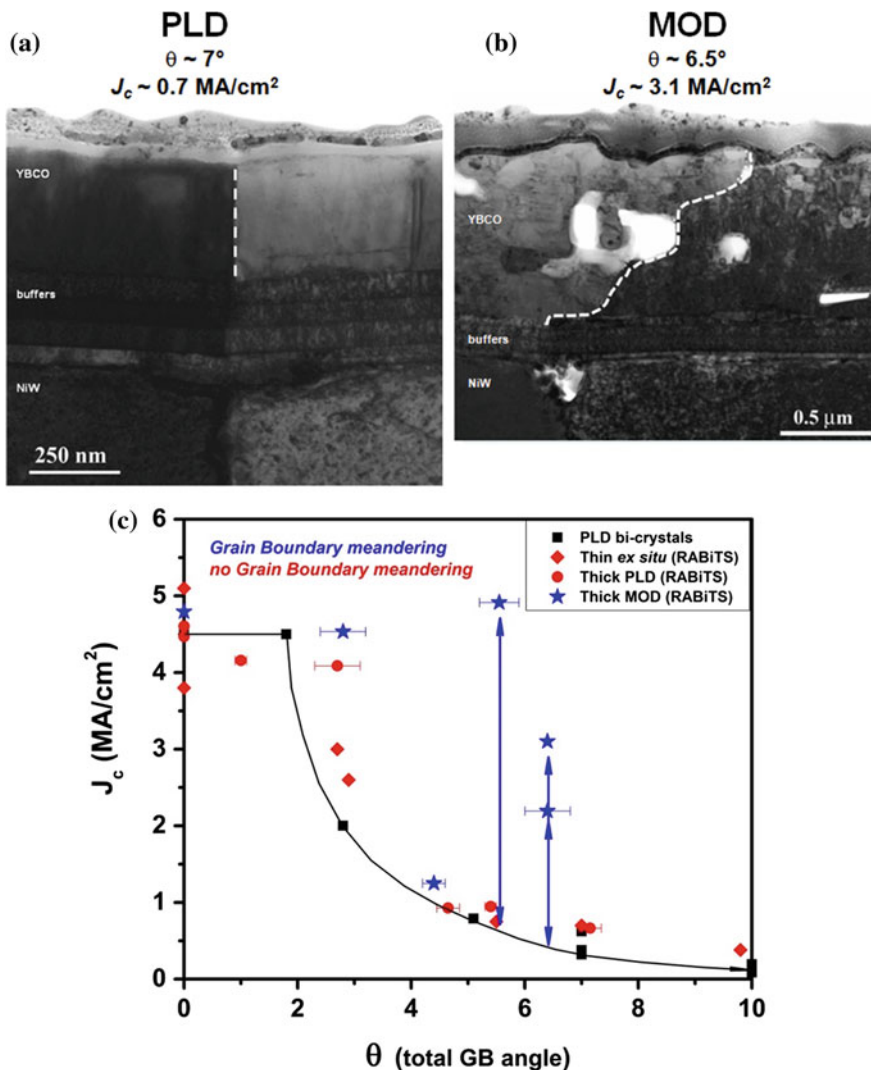 (a)
PLD
θ ~ 7°
Jc ~ 0.7 MA/cm²
YBCO
buffers
NiW
250 nm
(b)
MOD
θ ~ 6.5°
Jc ~ 3.1 MA/cm²
YBCO
buffers
NiW
0.5 μm
(c)
Grain Boundary meandering
no Grain Boundary meandering
PLD bi-crystals
Thin ex situ (RABiTS)
Thick PLD (RABiTS)
Thick MOD (RABiTS)
Jc (MA/cm²)
6
5
4
3
2
1
0
0 2 4 6 8 10
θ (total GB angle)